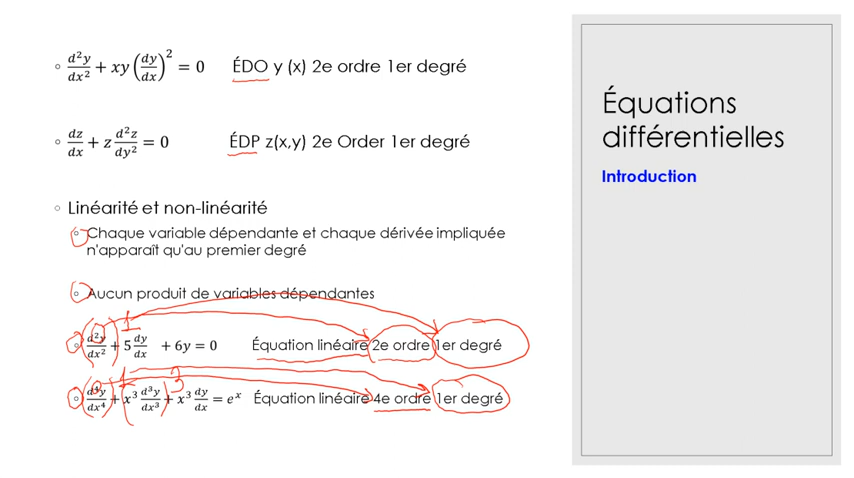 d²y/dx² + xy(dy/dx)² = 0 ÉDO y (x) 2e ordre 1er degré
dz/dx + z d²z/dy² = 0 ÉDP z(x,y) 2e Order 1er degré
Linéarité et non-linéarité
Chaque variable dépendante et chaque dérivée impliquée
n'apparaît qu'au premier degré
Aucun produit de variables dépendantes
(d²y/dx²)¹ + 5 dy/dx + 6y = 0 Équation linéaire 2e ordre 1er degré
(d⁴y/dx⁴)¹ + (x³ d³y/dx³)³ + x³ dy/dx = eˣ Équation linéaire 4e ordre 1er degré
Équations
différentielles
Introduction